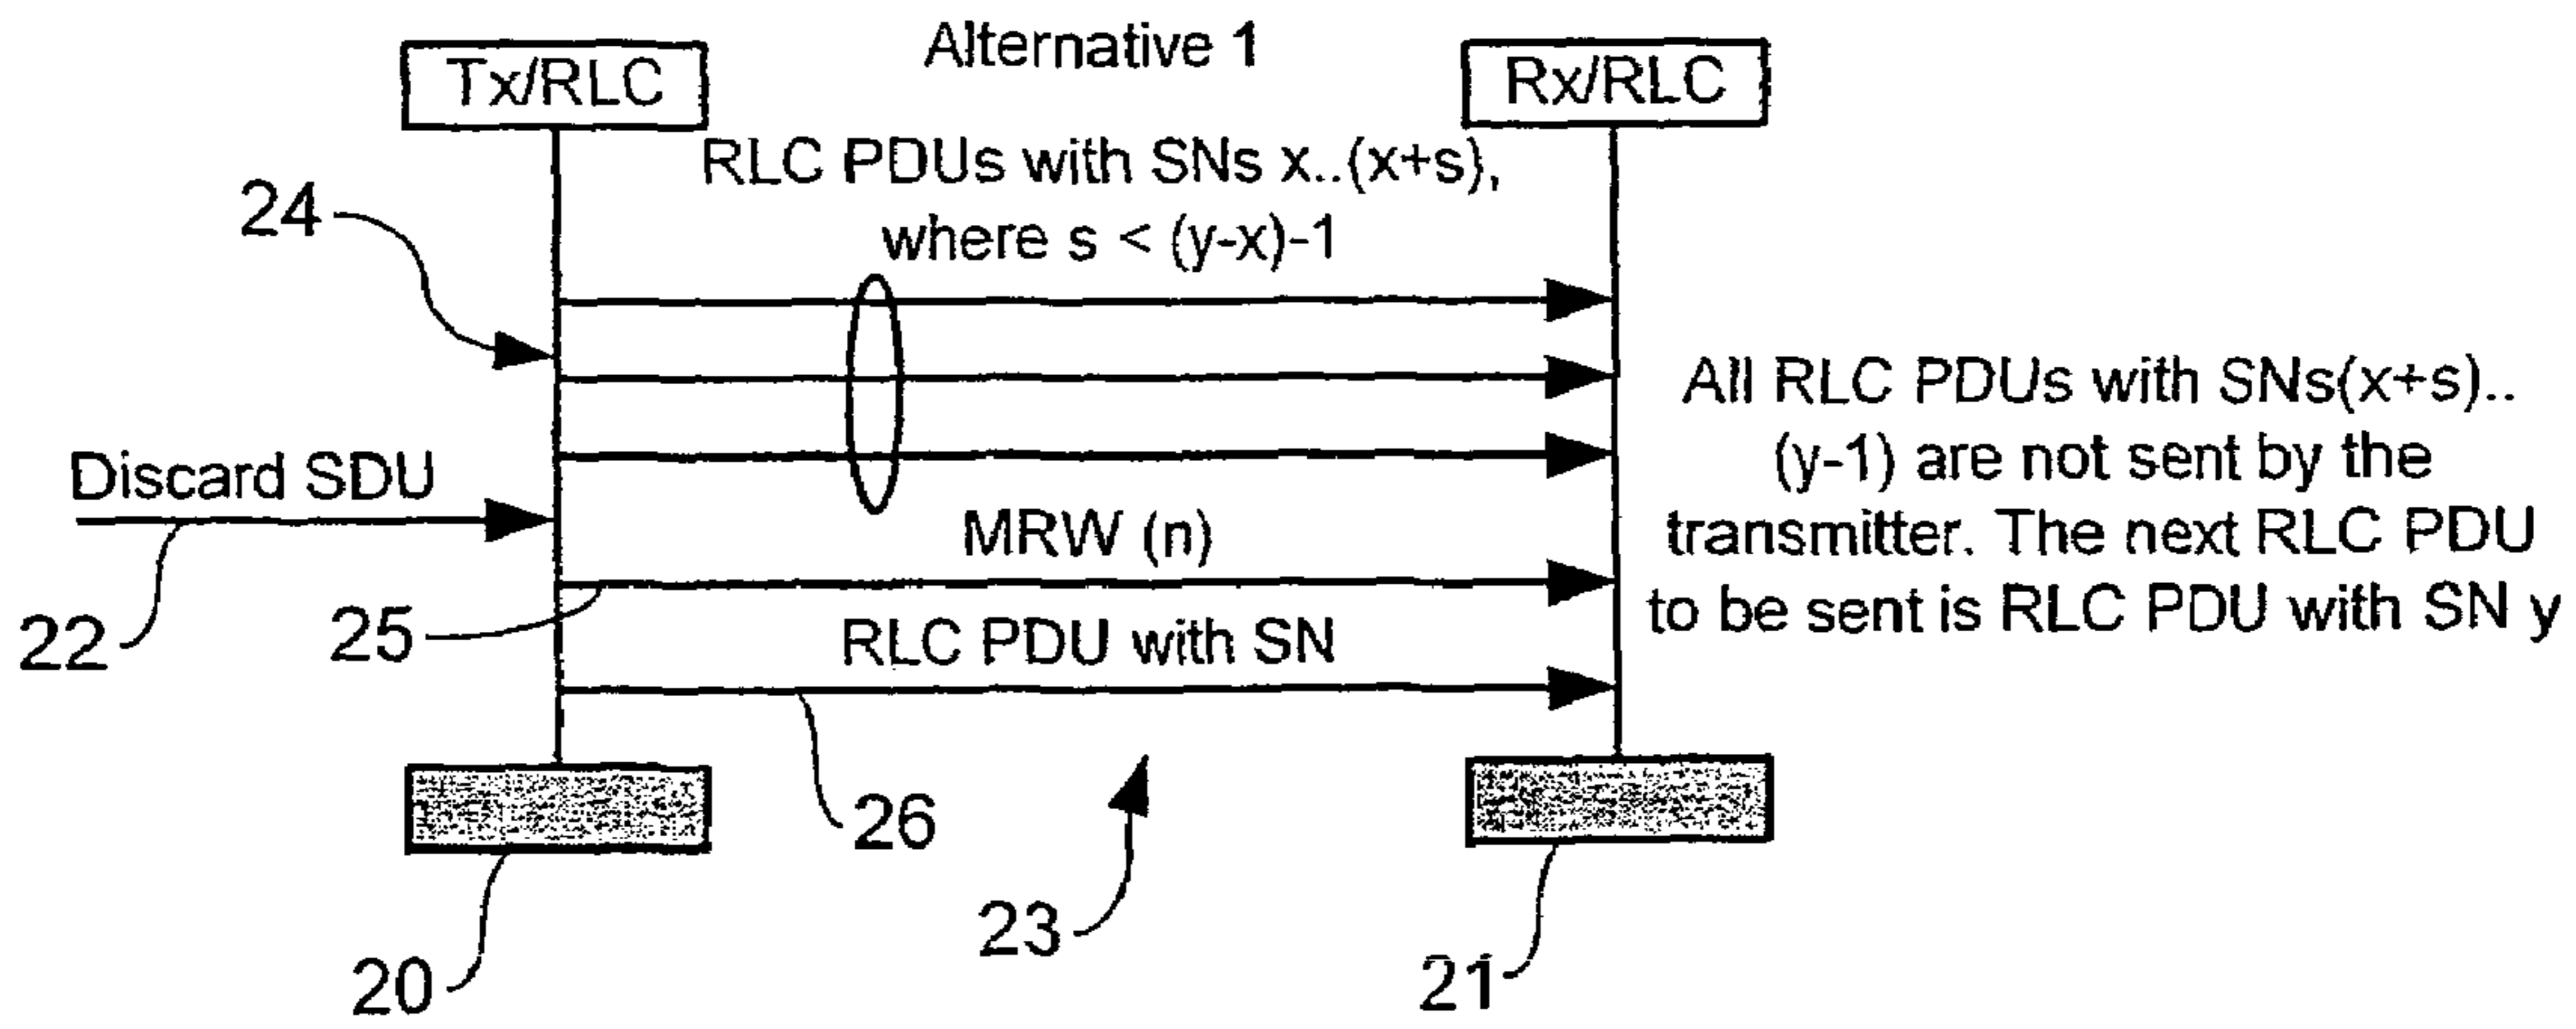 Alternative 1
Tx/RLC
Rx/RLC
RLC PDUs with SNs x..(x+s),
where s < (y-x)-1
24
All RLC PDUs with SNs(x+s)..
(y-1) are not sent by the
transmitter. The next RLC PDU
to be sent is RLC PDU with SN y
Discard SDU
22
MRW (n)
25
RLC PDU with SN
26
23
20
21